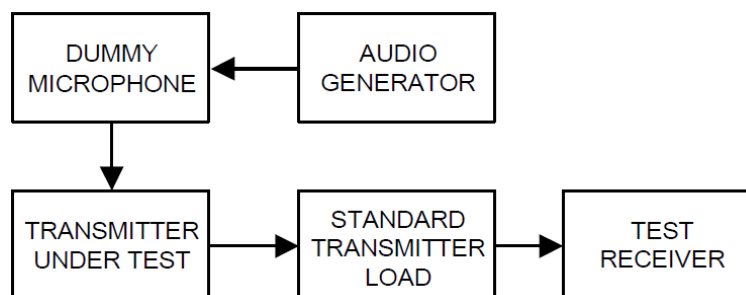 DUMMY
MICROPHONE
AUDIO
GENERATOR
TRANSMITTER
UNDER TEST
STANDARD
TRANSMITTER
LOAD
TEST
RECEIVER